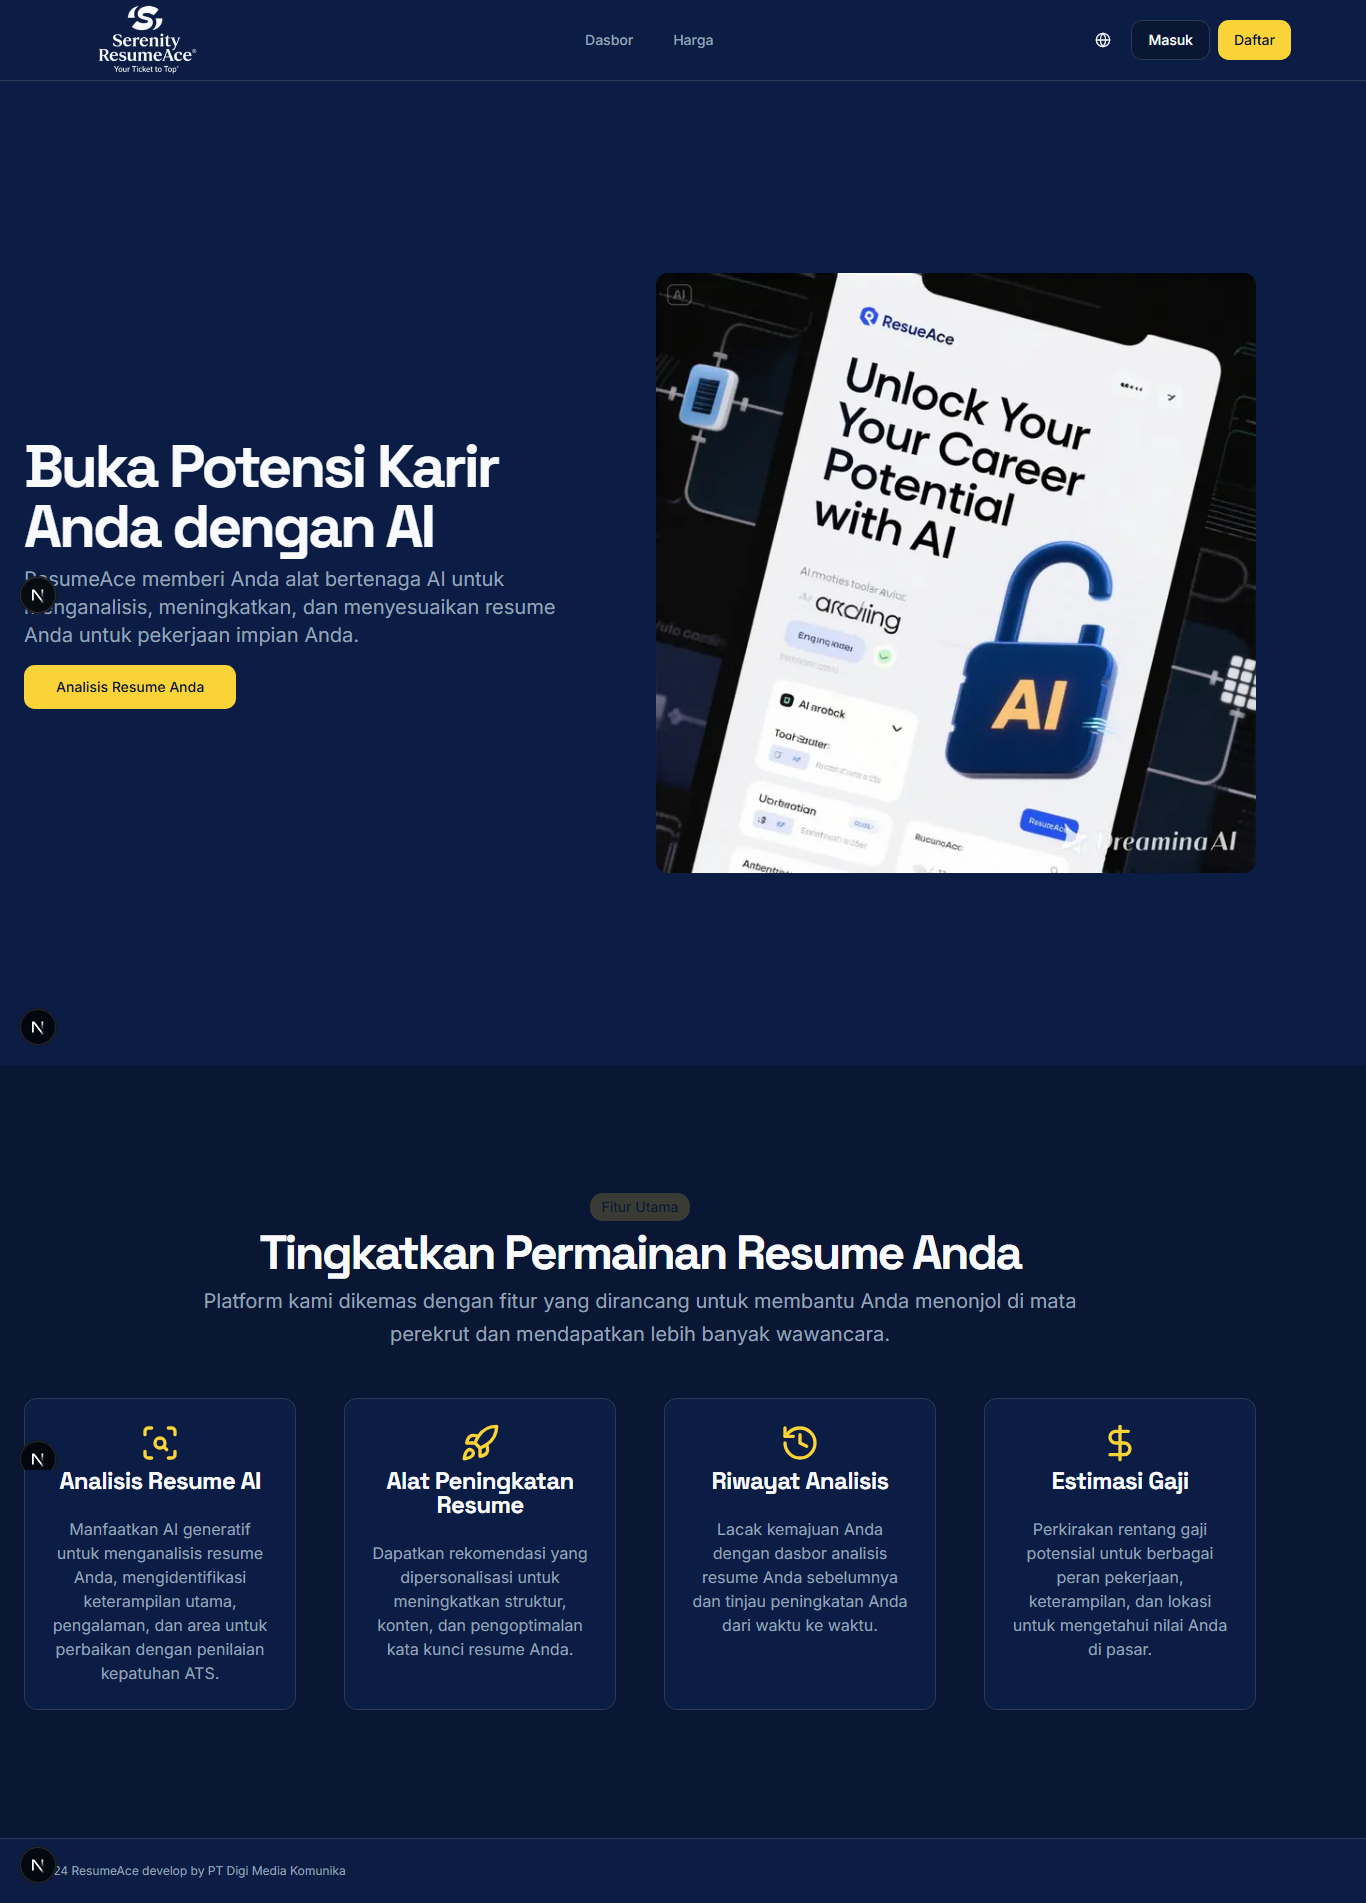 Serenity
ResumeAce®
Your Ticket to Top
Dasbor
Harga
Masuk
Daftar
Buka Potensi Karir
Anda dengan AI
ResumeAce memberi Anda alat bertenaga AI untuk
menganalisis, meningkatkan, dan menyesuaikan resume
Anda untuk pekerjaan impian Anda.
Analisis Resume Anda
AI
ResueAce
Unlock Your
Your Career
Potential
with AI
AI
Dreamina AI
N
N
Fitur Utama
Tingkatkan Permainan Resume Anda
Platform kami dikemas dengan fitur yang dirancang untuk membantu Anda menonjol di mata
perekrut dan mendapatkan lebih banyak wawancara.
N
Analisis Resume AI
Manfaatkan AI generatif
untuk menganalisis resume
Anda, mengidentifikasi
keterampilan utama,
pengalaman, dan area untuk
perbaikan dengan penilaian
kepatuhan ATS.
Alat Peningkatan
Resume
Dapatkan rekomendasi yang
dipersonalisasi untuk
meningkatkan struktur,
konten, dan pengoptimalan
kata kunci resume Anda.
Riwayat Analisis
Lacak kemajuan Anda
dengan dasbor analisis
resume Anda sebelumnya
dan tinjau peningkatan Anda
dari waktu ke waktu.
Estimasi Gaji
Perkirakan rentang gaji
potensial untuk berbagai
peran pekerjaan,
keterampilan, dan lokasi
untuk mengetahui nilai Anda
di pasar.
N
24 ResumeAce develop by PT Digi Media Komunika